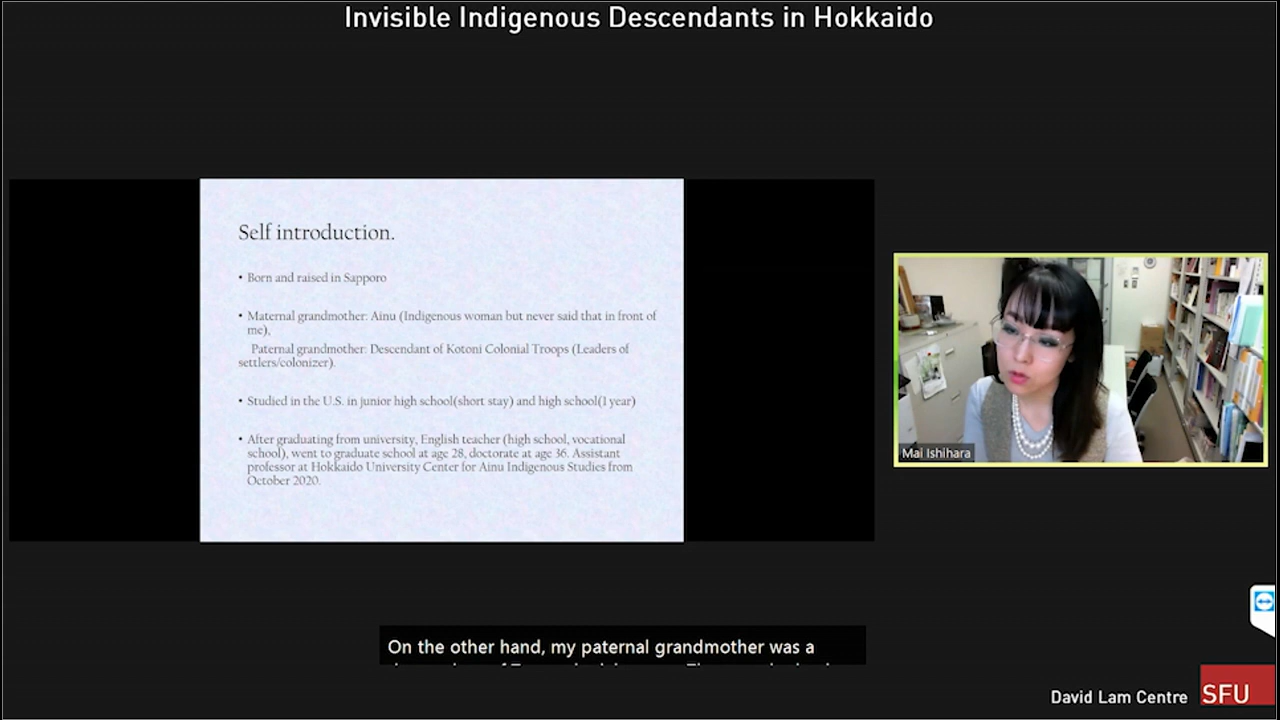 Invisible Indigenous Descendants in Hokkaido
Self introduction.
• Born and raised in Sapporo
• Maternal grandmother: Ainu (Indigenous woman but never said that in front of
me),
Paternal grandmother: Descendant of Kotoni Colonial Troops (Leaders of
settlers/colonizer).
• Studied in the U.S. in junior high school(short stay) and high school(1 year)
• After graduating from university, English teacher (high school, vocational
school), went to graduate school at age 28, doctorate at age 36. Assistant
professor at Hokkaido University Center for Ainu Indigenous Studies from
October 2020.
Mai Ishihara
On the other hand, my paternal grandmother was a
David Lam Centre
SFU